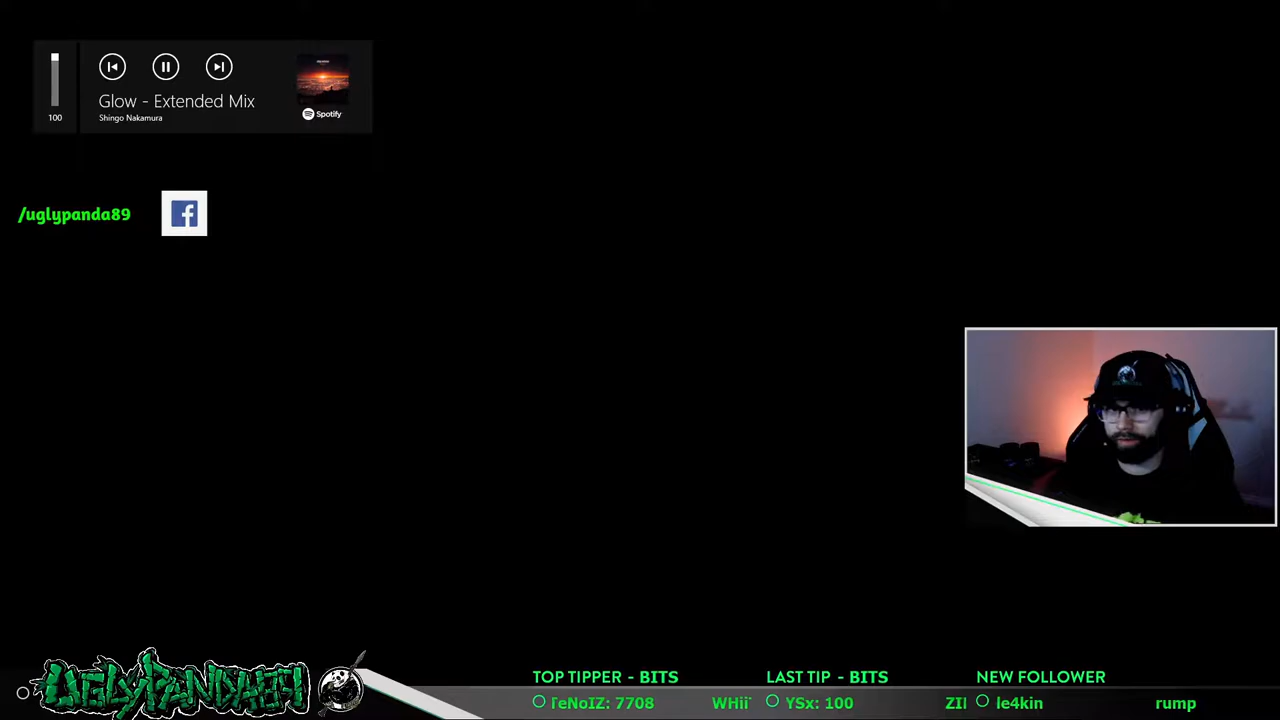 100
Glow - Extended Mix
Shingo Nakamura
Spotify
/uglypanda89
TOP TIPPER - BITS
LAST TIP - BITS
NEW FOLLOWER
7708
YSx: 100
le4kin
rump